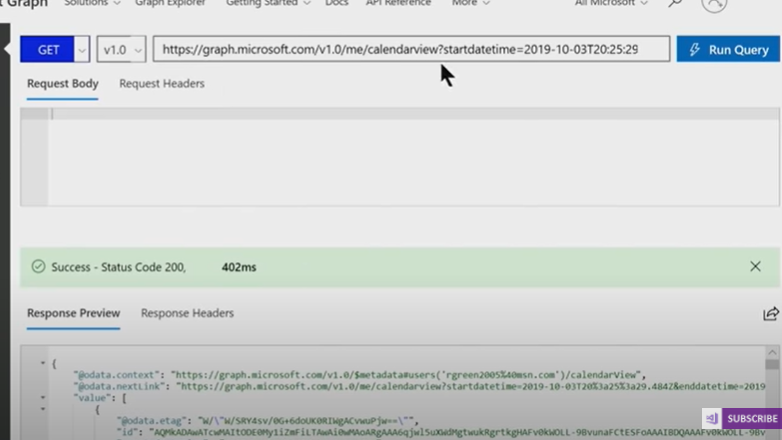 t Graph Solutions Graph Explorer Getting Started Docs API Reference More All Microsoft
GET v1.0 https://graph.microsoft.com/v1.0/me/calendarview?startdatetime=2019-10-03T20:25:29 Run Query
Request Body Request Headers
Success - Status Code 200, 402ms
Response Preview Response Headers
{
"@odata.context": "https://graph.microsoft.com/v1.0/$metadata#users('rgreen2005%40msn.com')/calendarView",
"@odata.nextLink": "https://graph.microsoft.com/v1.0/me/calendarview?startdatetime=2019-10-03T20%3a25%3a29.484Z&enddatetime=2019
"value": [
{
"@odata.etag":
"id":
SUBSCRIBE